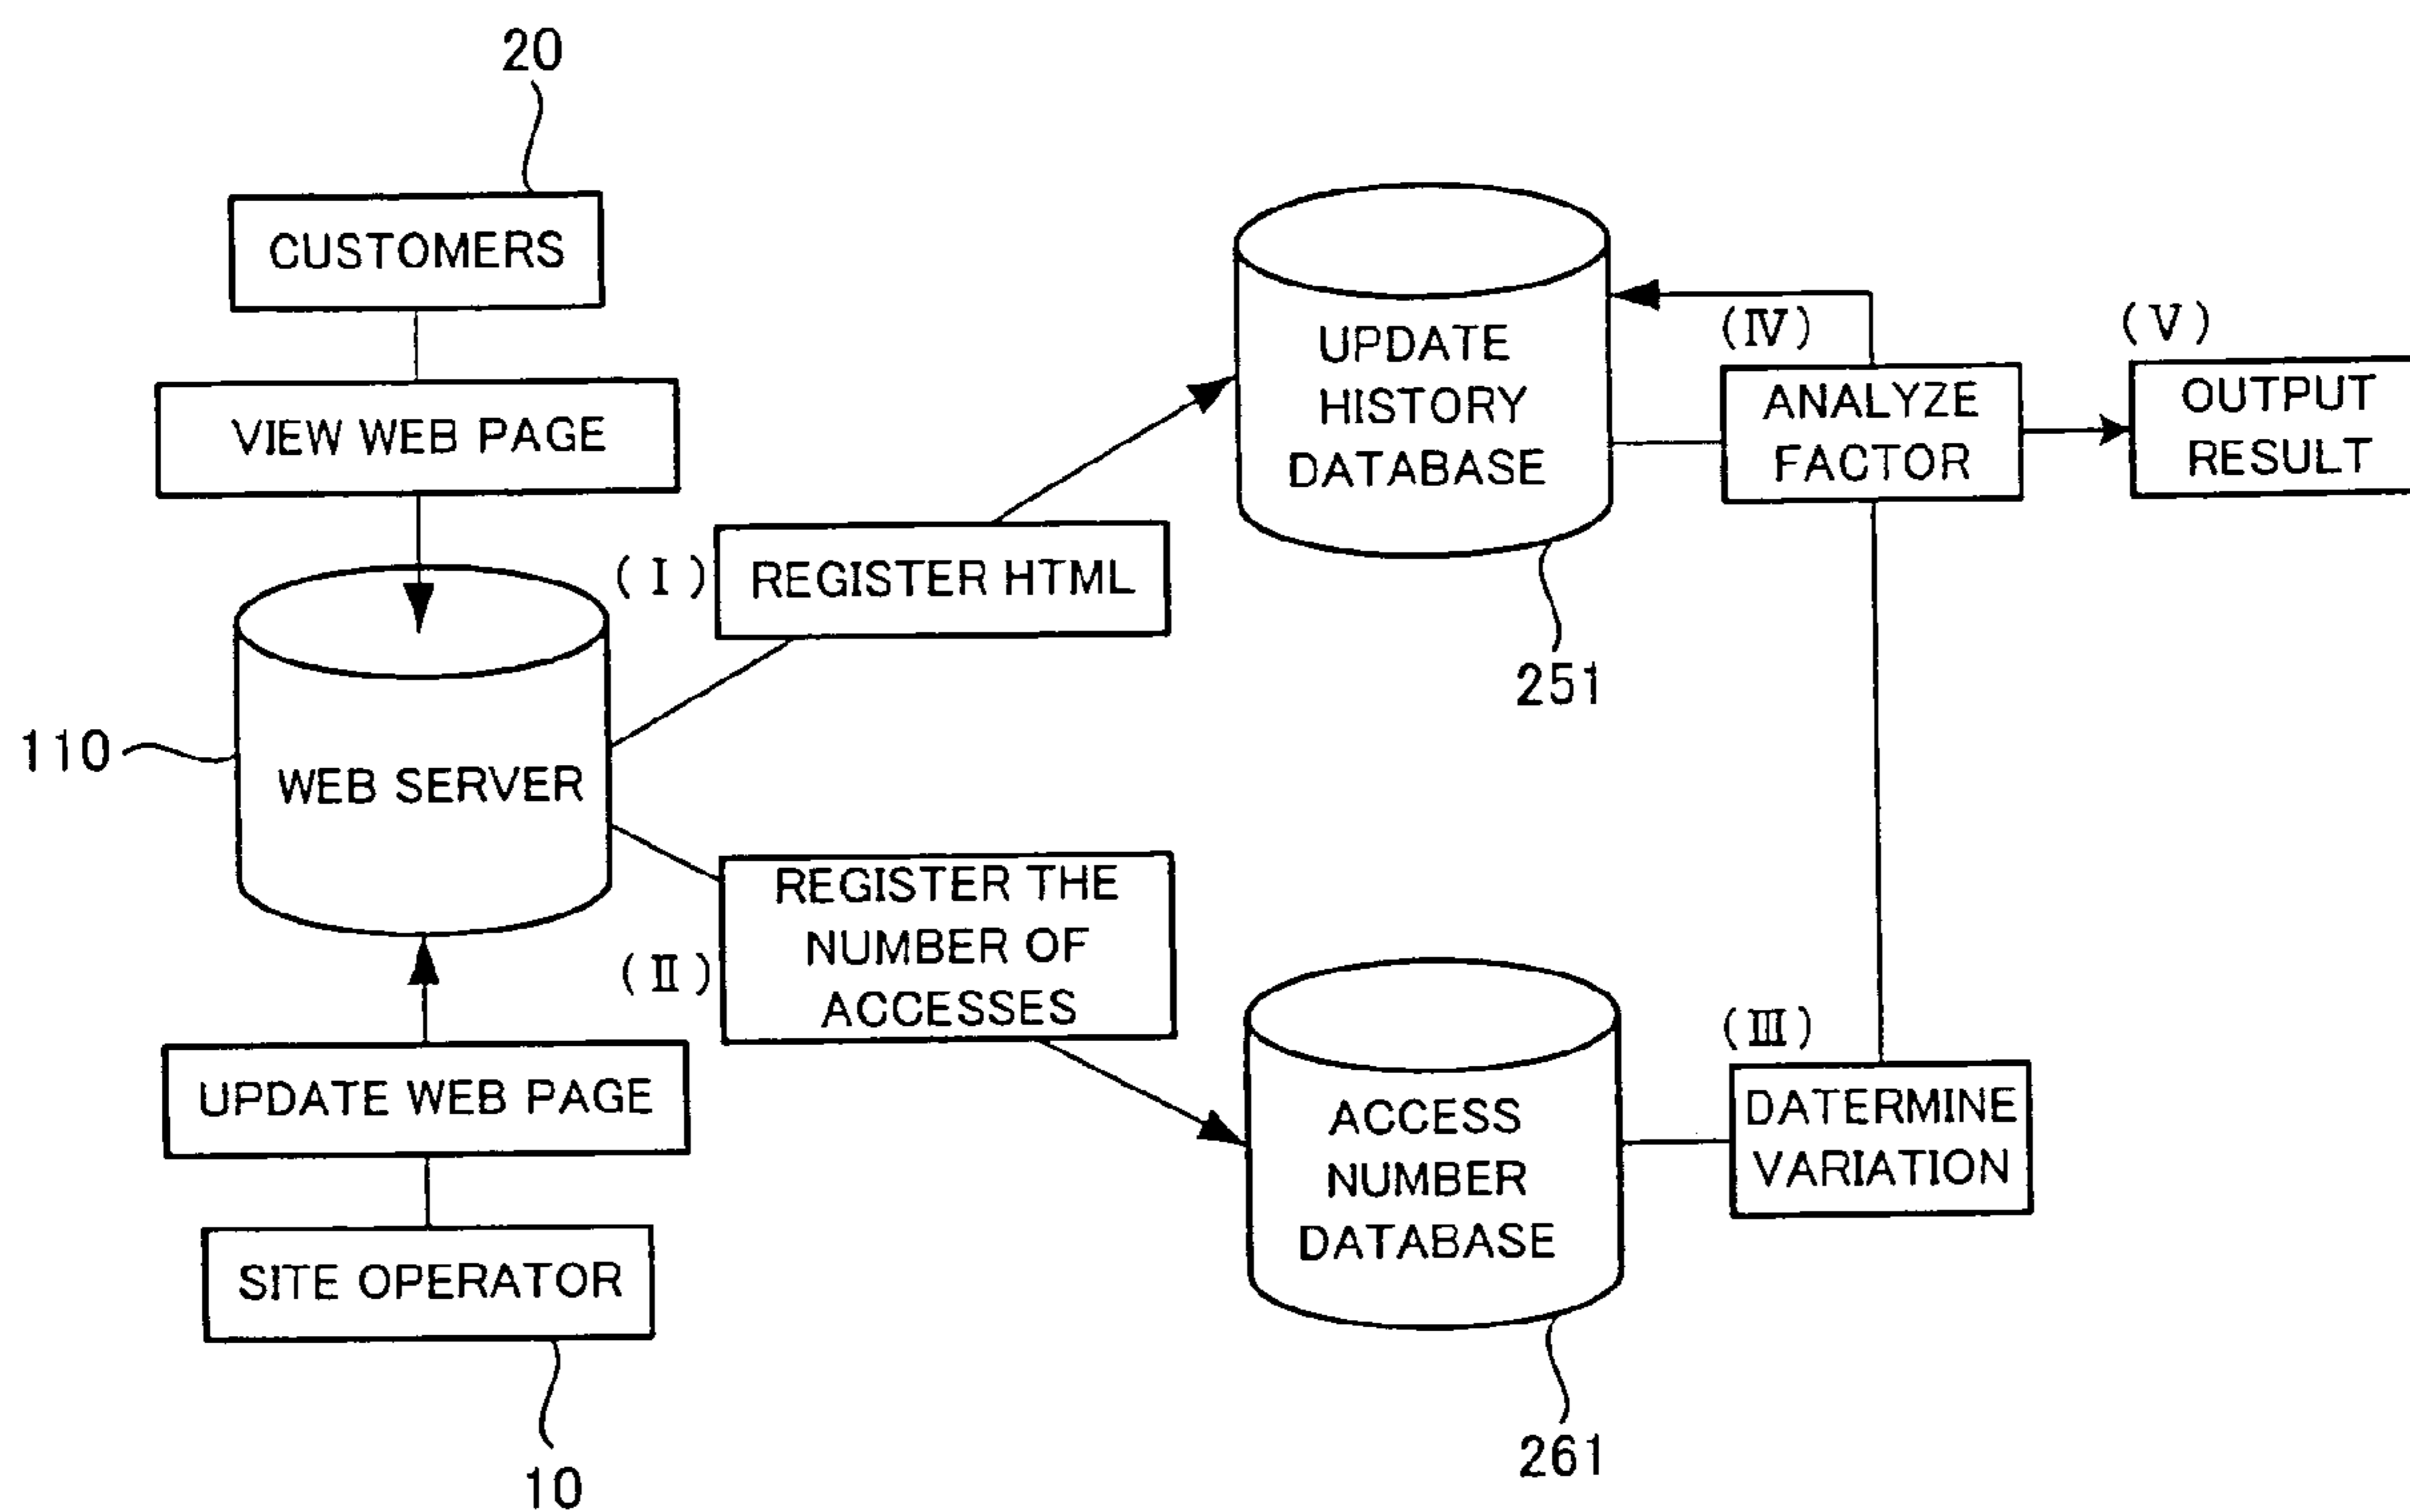 20
CUSTOMERS
VIEW WEB PAGE
110
WEB SERVER
UPDATE WEB PAGE
SITE OPERATOR
10
(I)
REGISTER HTML
(II)
REGISTER THE
NUMBER OF
ACCESSES
UPDATE
HISTORY
DATABASE
251
ACCESS
NUMBER
DATABASE
261
(III)
DATERMINE
VARIATION
(IV)
ANALYZE
FACTOR
(V)
OUTPUT
RESULT